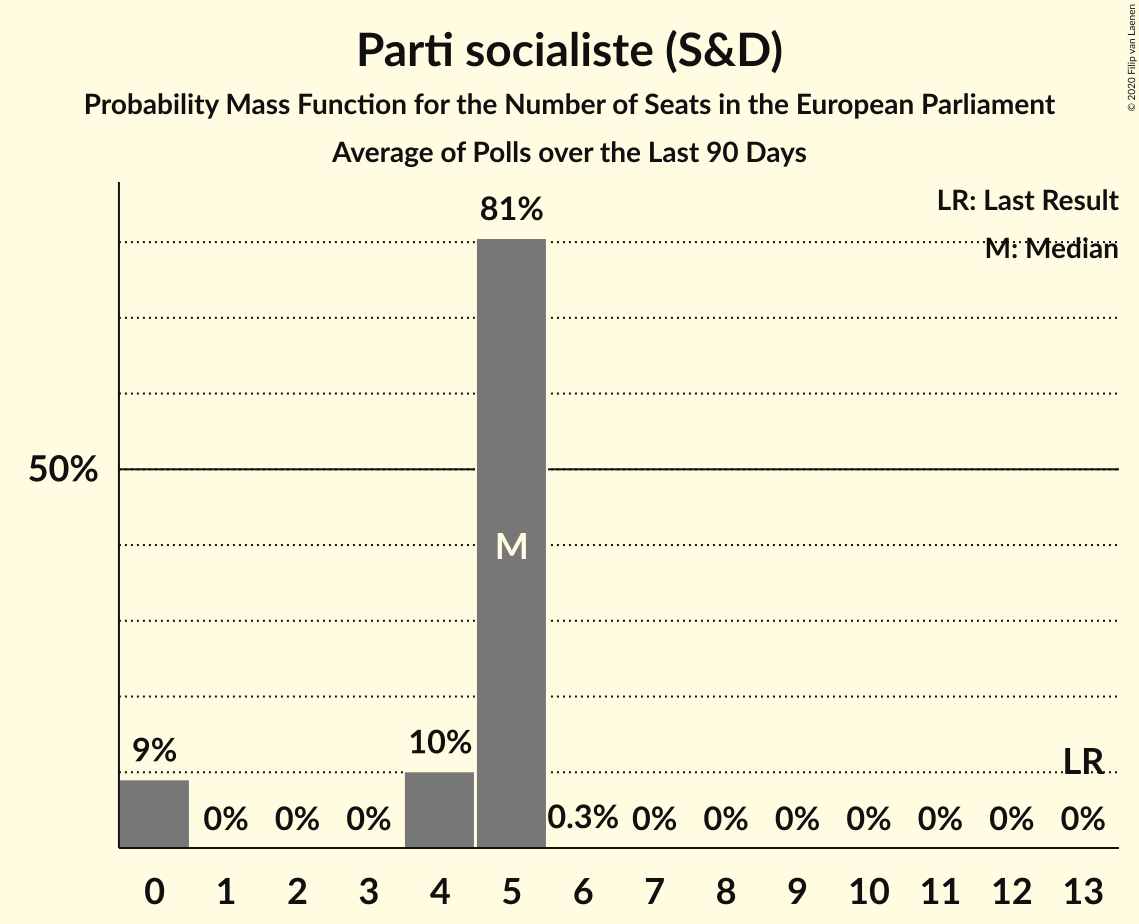 Parti socialiste (S&D)
Probability Mass Function for the Number of Seats in the European Parliament
Average of Polls over the Last 90 Days
© 2020 Filip van Laenen
LR: Last Result
M: Median
81%
50%
M
9%
10%
LR
0% 0% 0% 0.3% 0% 0% 0% 0% 0% 0% 0%
0 1 2 3 4 5 6 7 8 9 10 11 12 13